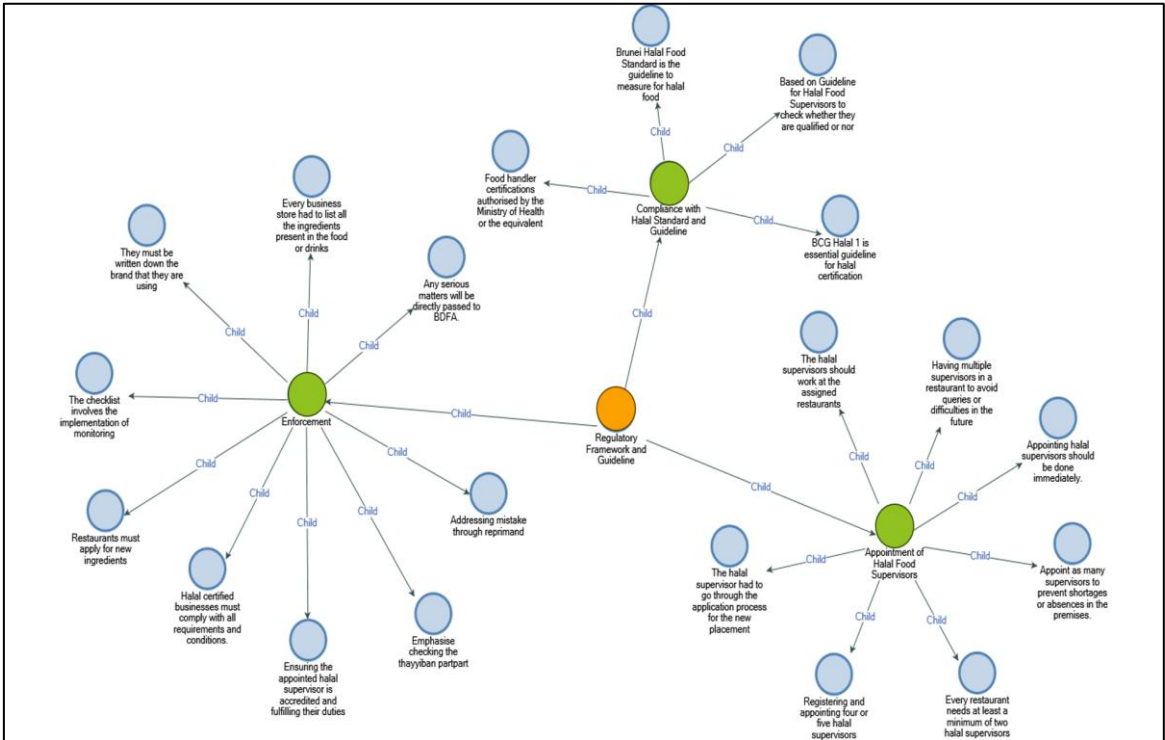 Brunei Halal Food
Standard is the
guideline to
measure for halal
food
Based on Guideline
for Halal Food
Supervisors to
check whether they
are qualified or nor
Child
Child
Food handler
certifications
authorised by the
Ministry of Health
or the equivalent
Child
Compliance with
Halal Standard and
Guideline
Child
BCG Halal 1 is
essential guideline
for halal
certification
Every business
store had to list all
the ingredients
present in the food
or drinks
They must be
written down the
brand that they are
using
Any serious
matters will be
directly passed to
BDFA.
Child
Child
Child
Child
The checklist
involves the
implementation of
monitoring
Child
Enforcement
Child
Regulatory
Framework and
Guideline
The halal
supervisors should
work at the
assigned
restaurants
Having multiple
supervisors in a
restaurant to avoid
queries or
difficulties in the
future
Appointing halal
supervisors should
be done
immediately.
Child
Child
Child
Child
Child
Child
Child
Child
Child
Restaurants must
apply for new
ingredients
Addressing mistake
through reprimand
Halal certified
businesses must
comply with all
requirements and
conditions.
Ensuring the
appointed halal
supervisor is
accredited and
fulfilling their duties
Emphasise
checking the
thayyiban partpart
Appointment of
Halal Food
Supervisors
Child
Child
The halal
supervisor had to
go through the
application process
for the new
placement
Appoint as many
supervisors to
prevent shortages
or absences in the
premises.
Child
Child
Registering and
appointing four or
five halal
supervisors
Every restaurant
needs at least a
minimum of two
halal supervisors